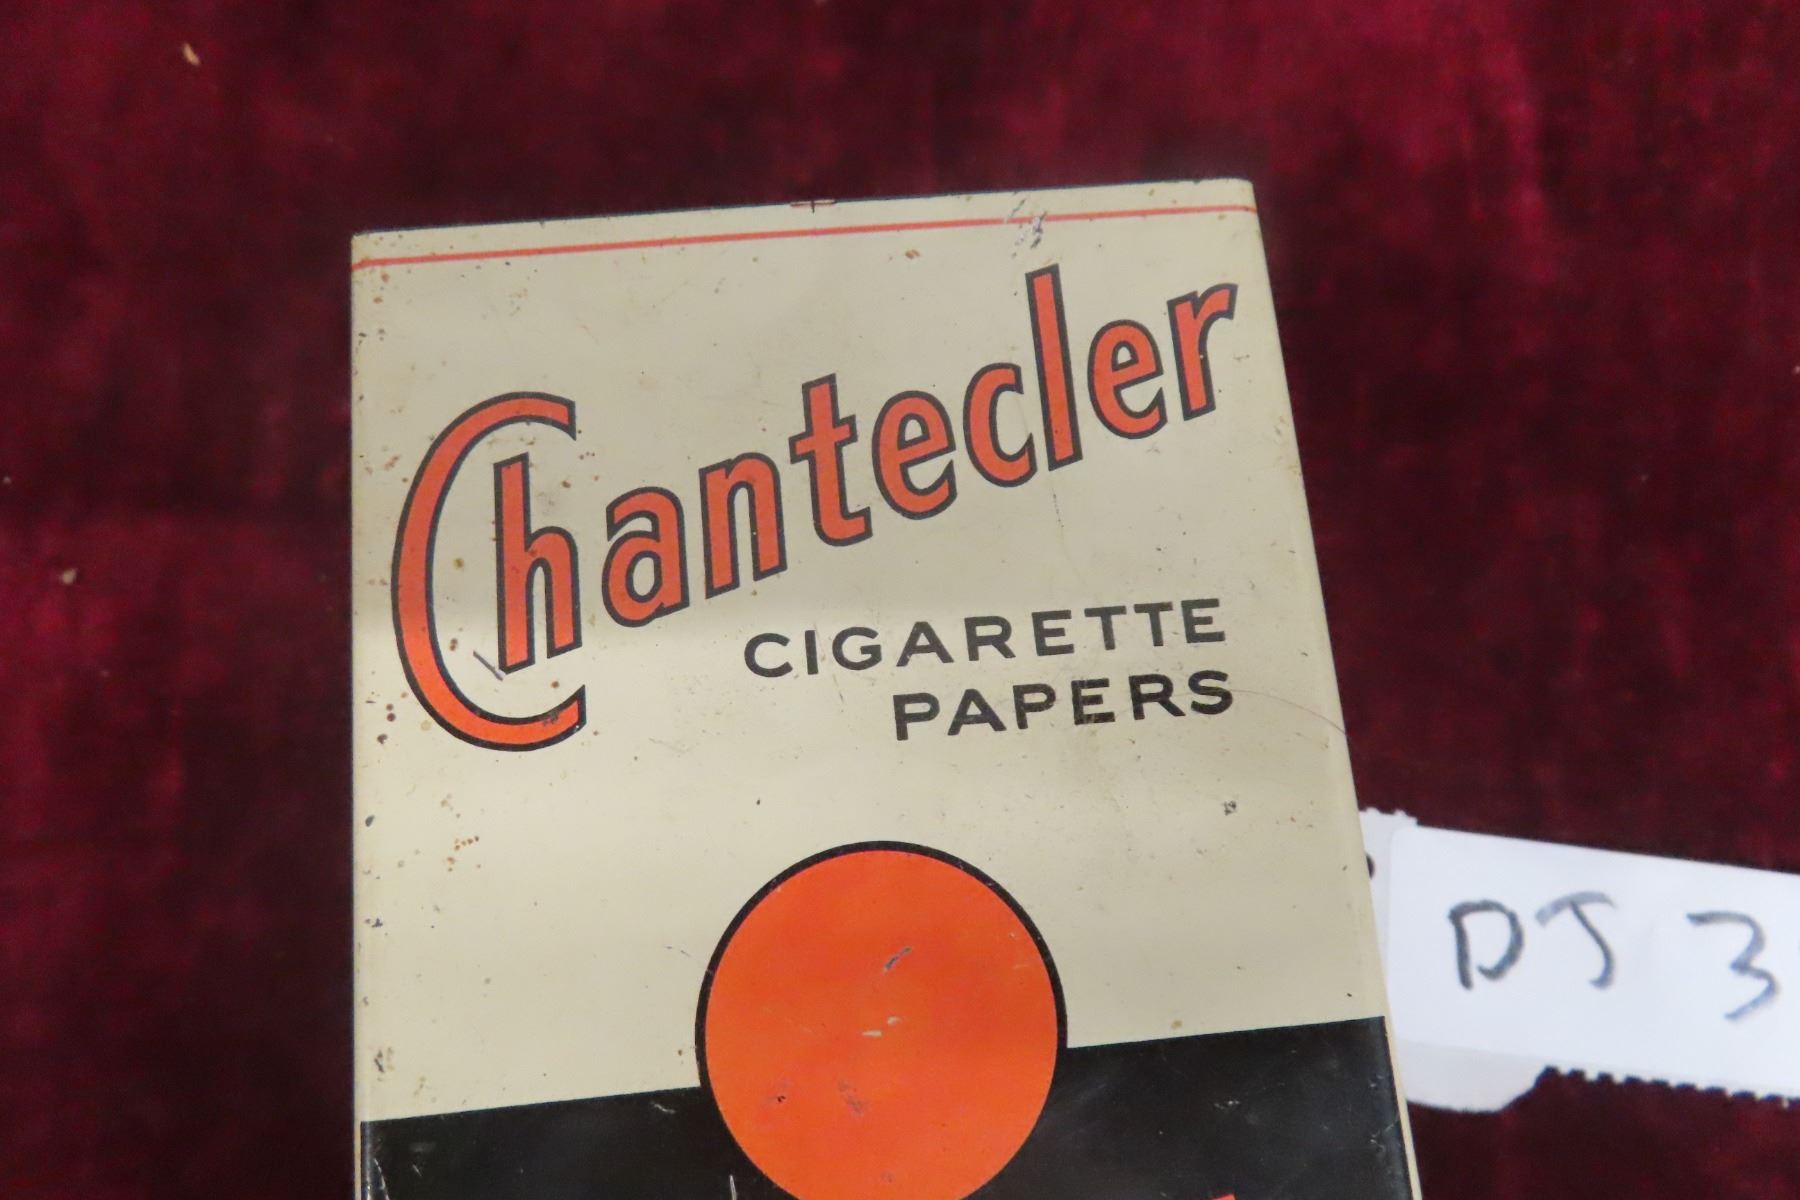 Chantecler
CIGARETTE
PAPERS
DJ 3